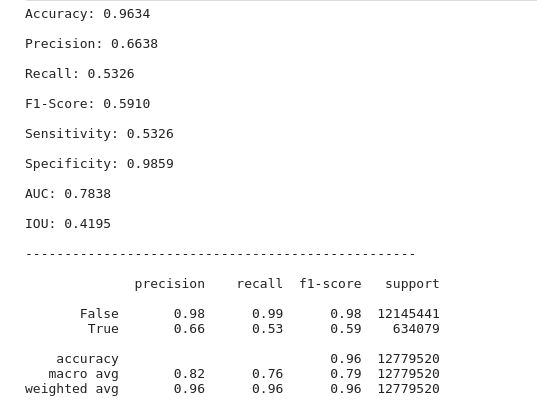 Accuracy: 0.9634
Precision: 0.6638
Recall: 0.5326
F1-Score: 0.5910
Sensitivity: 0.5326
Specificity: 0.9859
AUC: 0.7838
IOU: 0.4195
--------------------------------------------------
precision recall f1-score support
False 0.98 0.99 0.98 12145441
True 0.66 0.53 0.59 634079
accuracy 0.96 12779520
macro avg 0.82 0.76 0.79 12779520
weighted avg 0.96 0.96 0.96 12779520